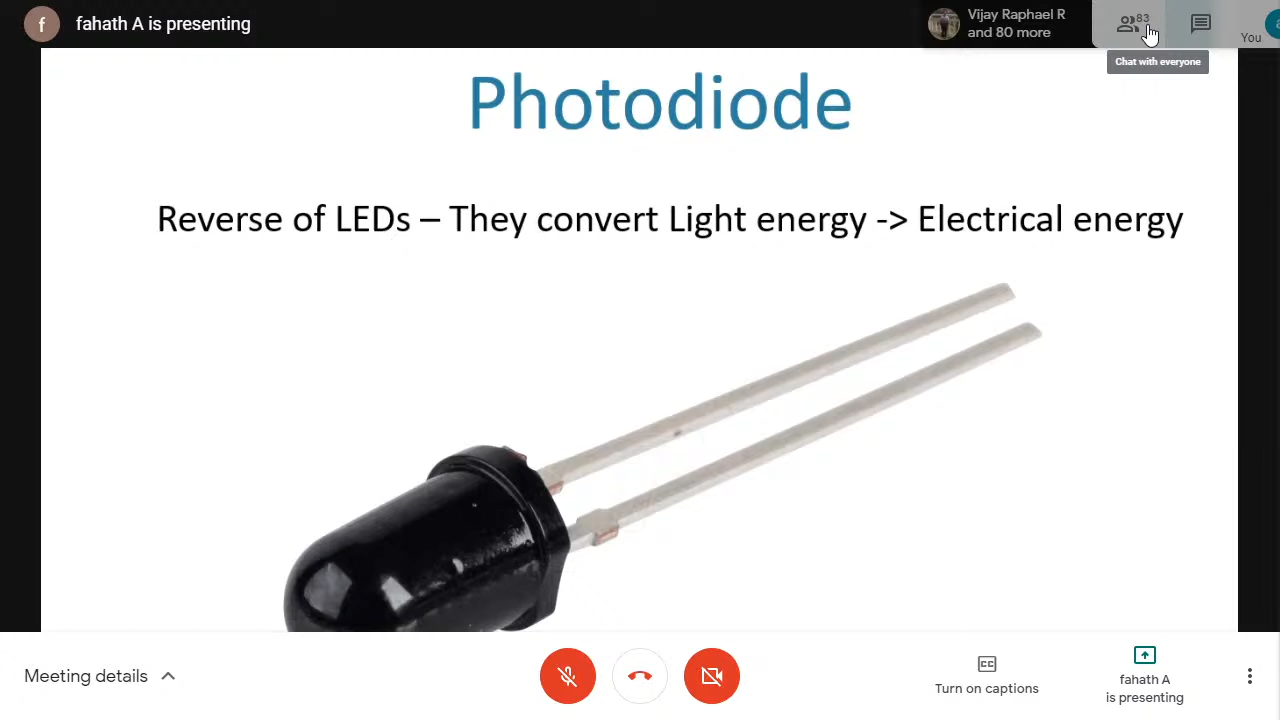 f
fahath A is presenting
Vijay Raphael R
and 80 more
83
You
a
Chat with everyone
Photodiode
Reverse of LEDs – They convert Light energy -> Electrical energy
Meeting details
CC
Turn on captions
fahath A
is presenting